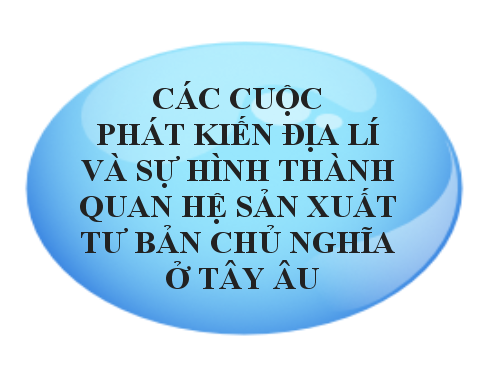 CÁC CUỘC
PHÁT KIẾN ĐỊA LÍ
VÀ SỰ HÌNH THÀNH
QUAN HỆ SẢN XUẤT
TƯ BẢN CHỦ NGHĨA
Ở TÂY ÂU